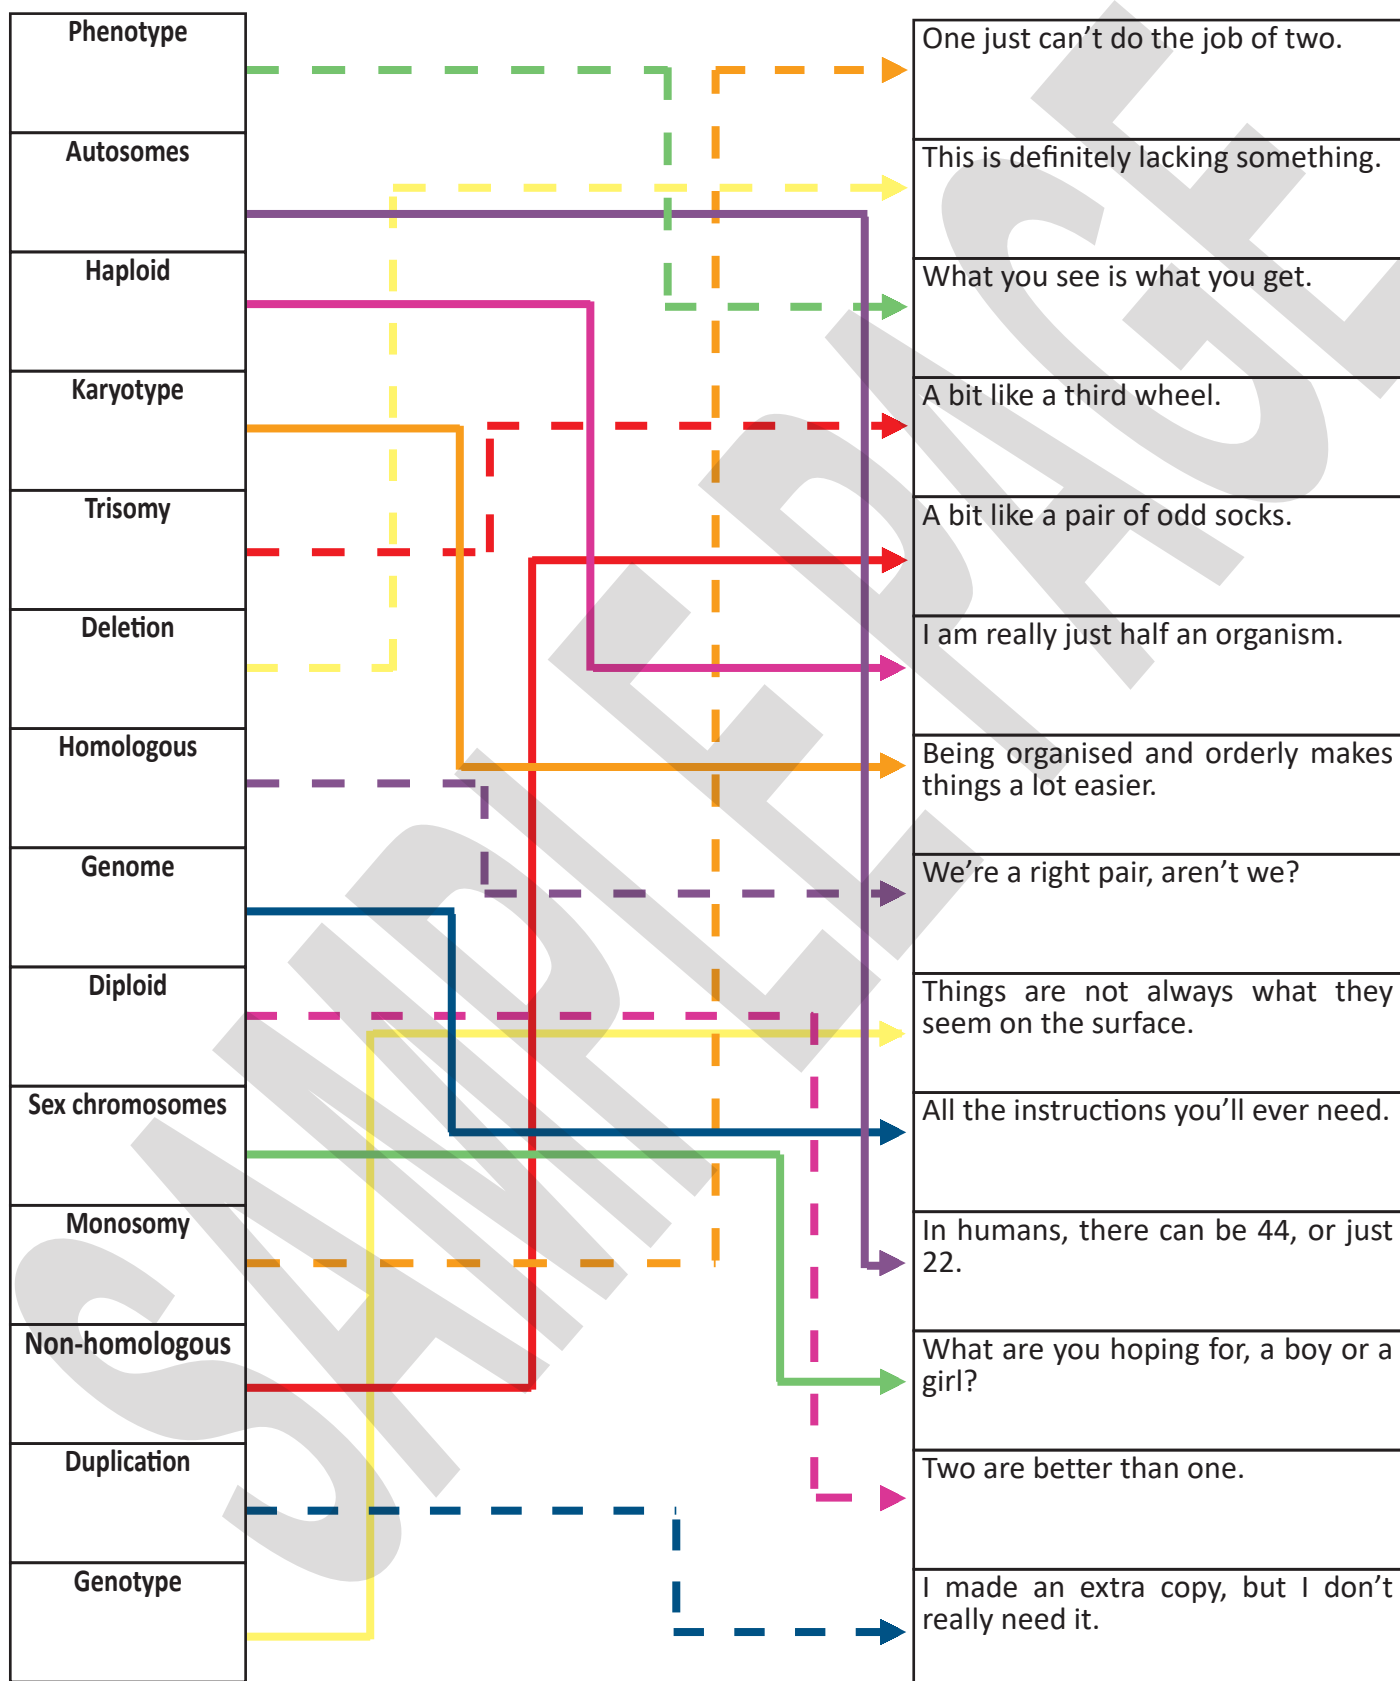 Phenotype
Autosomes
Haploid
Karyotype
Trisomy
Deletion
Homologous
Genome
Diploid
Sex chromosomes
Monosomy
Non-homologous
Duplication
Genotype
One just can’t do the job of two.
This is definitely lacking something.
What you see is what you get.
A bit like a third wheel.
A bit like a pair of odd socks.
I am really just half an organism.
Being organised and orderly makes
things a lot easier.
We’re a right pair, aren’t we?
Things are not always what they
seem on the surface.
All the instructions you’ll ever need.
In humans, there can be 44, or just
22.
What are you hoping for, a boy or a
girl?
Two are better than one.
I made an extra copy, but I don’t
really need it.
SAMPLE PAGE